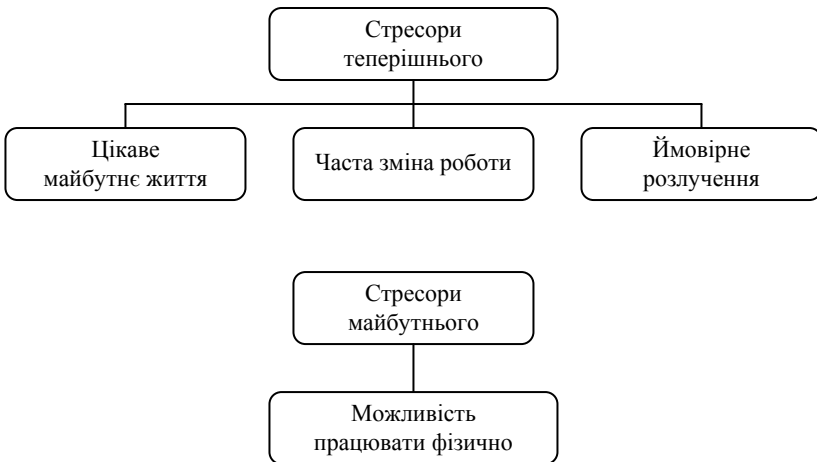 Стресори
теперішнього
Цікаве
майбутнє життя
Часта зміна роботи
Ймовірне
розлучення
Стресори
майбутнього
Можливість
працювати фізично